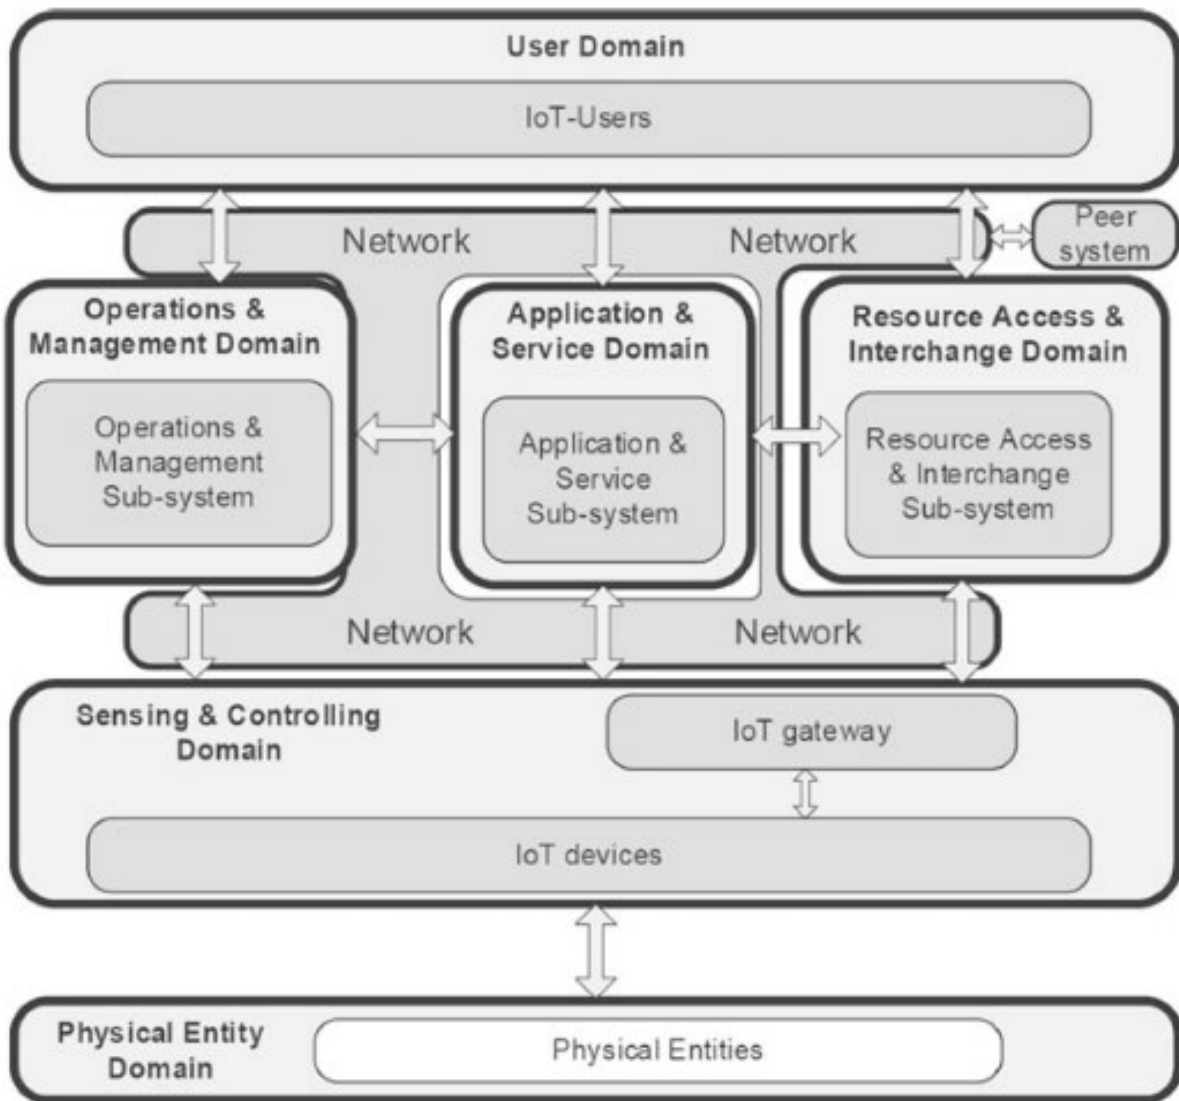 User Domain
IoT-Users
Network
Network
Peer
system
Operations &
Management Domain
Operations &
Management
Sub-system
Application &
Service Domain
Application &
Service
Sub-system
Resource Access &
Interchange Domain
Resource Access
& Interchange
Sub-system
Network
Network
Sensing & Controlling
Domain
IoT gateway
IoT devices
Physical Entity
Domain
Physical Entities